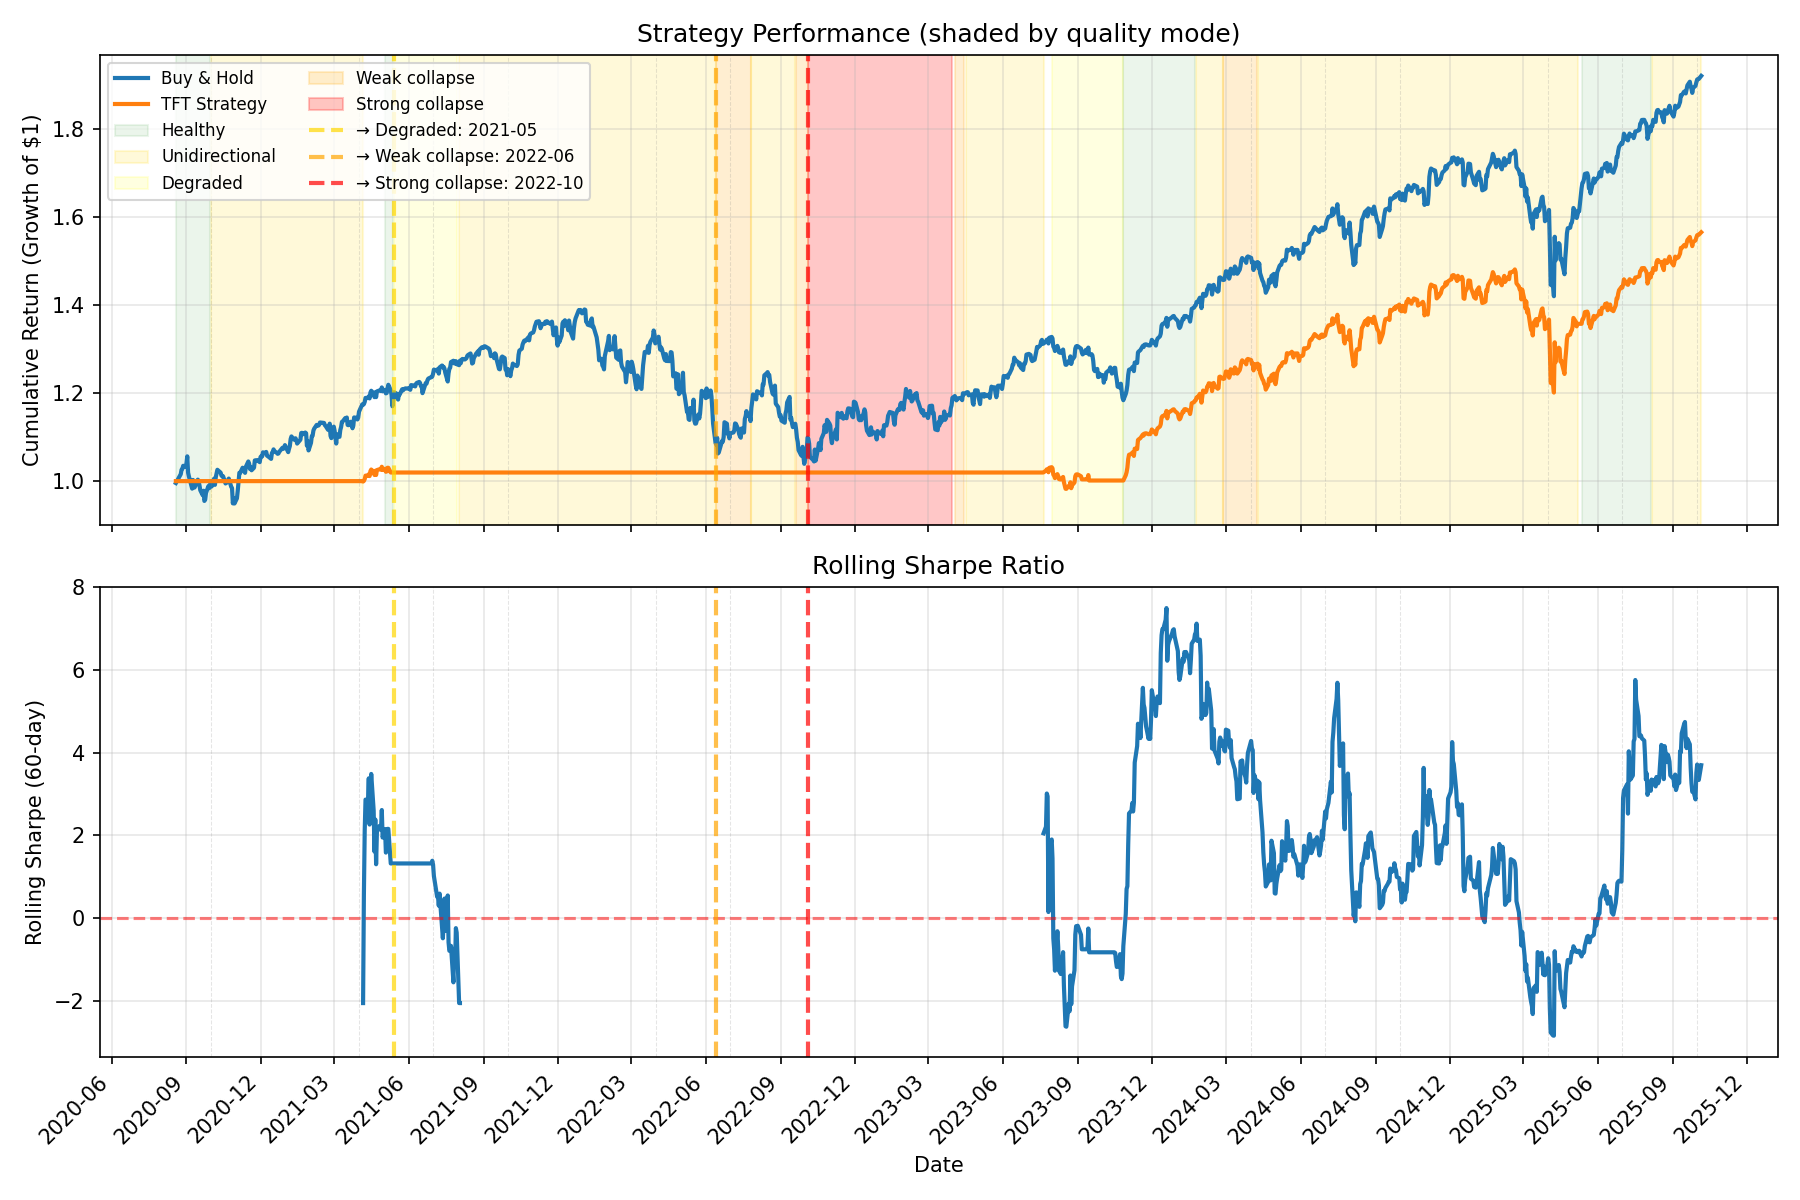 Strategy Performance (shaded by quality mode)
Cumulative Return (Growth of $1)
1.8
1.6
1.4
1.2
1.0
Buy & Hold
TFT Strategy
Healthy
Unidirectional
Degraded
Weak collapse
Strong collapse
→ Degraded: 2021-05
→ Weak collapse: 2022-06
→ Strong collapse: 2022-10
Rolling Sharpe Ratio
Rolling Sharpe (60-day)
8
6
4
2
0
−2
2020-06
2020-09
2020-12
2021-03
2021-06
2021-09
2021-12
2022-03
2022-06
2022-09
2022-12
2023-03
2023-06
2023-09
2023-12
2024-03
2024-06
2024-09
2024-12
2025-03
2025-06
2025-09
2025-12
Date